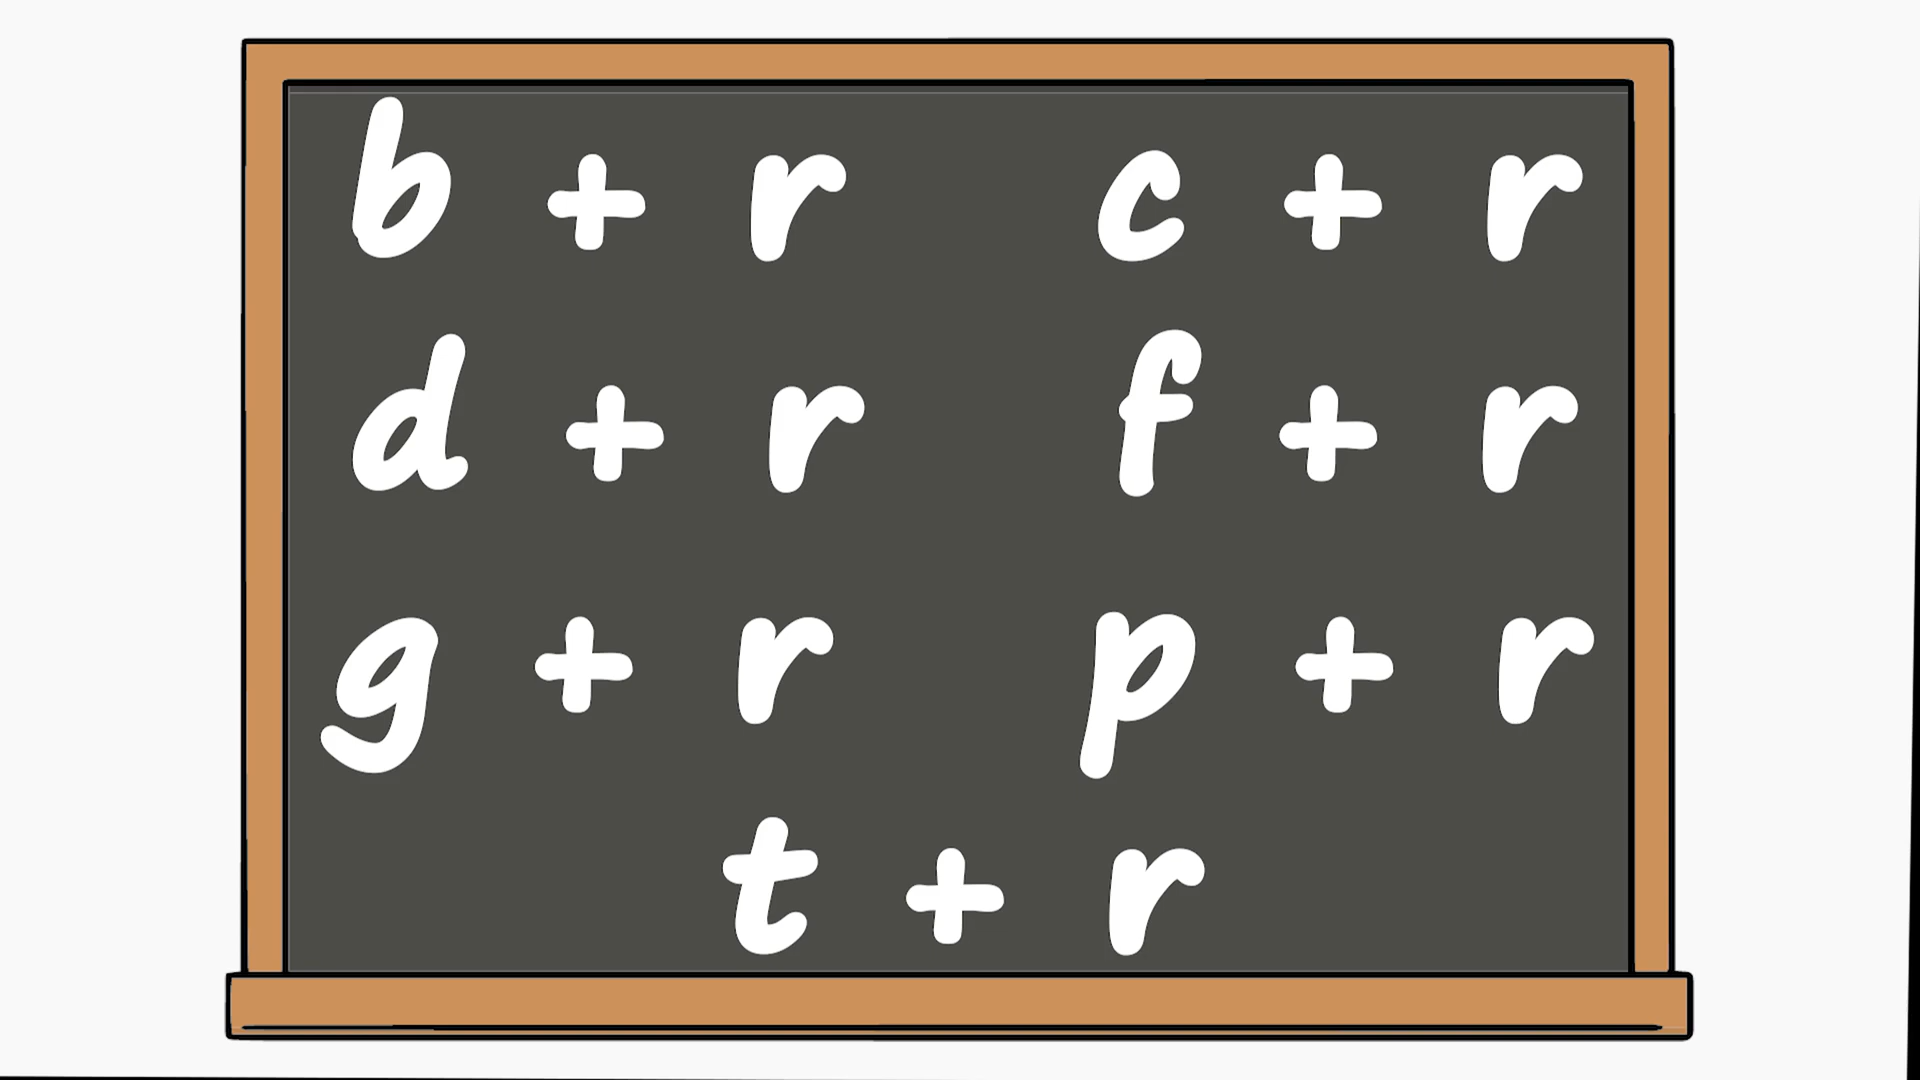 b + r c + r
d + r f + r
g + r p + r
t + r